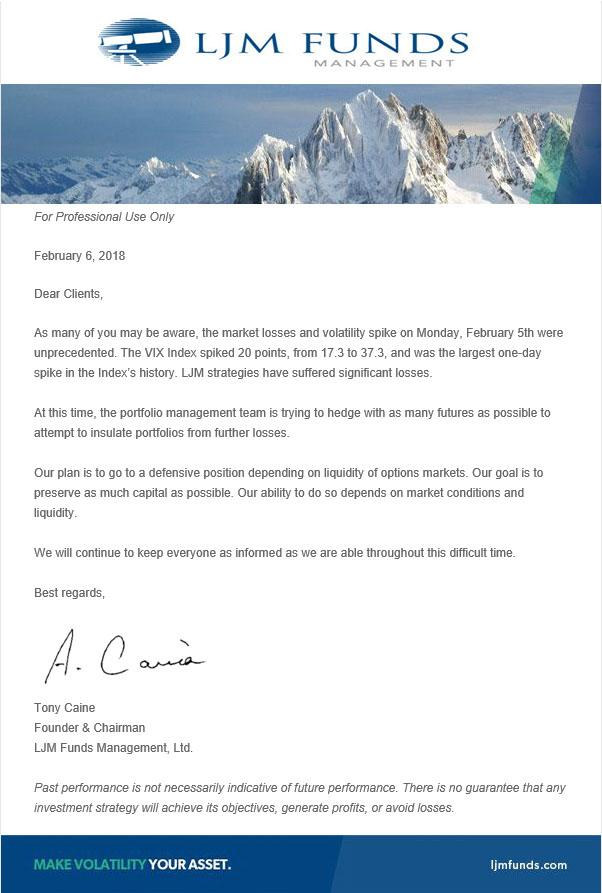 LJM FUNDS
MANAGEMENT
For Professional Use Only
February 6, 2018
Dear Clients,
As many of you may be aware, the market losses and volatility spike on Monday, February 5th were
unprecedented. The VIX Index spiked 20 points, from 17.3 to 37.3, and was the largest one-day
spike in the Index's history. LJM strategies have suffered significant losses.
At this time, the portfolio management team is trying to hedge with as many futures as possible to
attempt to insulate portfolios from further losses.
Our plan is to go to a defensive position depending on liquidity of options markets. Our goal is to
preserve as much capital as possible. Our ability to do so depends on market conditions and
liquidity.
We will continue to keep everyone as informed as we are able throughout this difficult time.
Best regards,
A. Caine
Tony Caine
Founder & Chairman
LJM Funds Management, Ltd.
Past performance is not necessarily indicative of future performance. There is no guarantee that any
investment strategy will achieve its objectives, generate profits, or avoid losses.
MAKE VOLATILITY YOUR ASSET.
ljmfunds.com